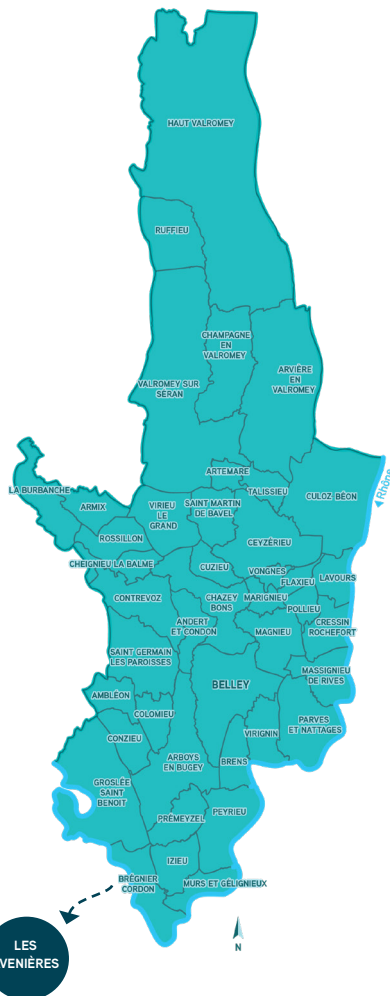 HAUT VALROMEY
RUFFIEU
CHAMPAGNE
EN
VALROMEY
ARVIÈRE
EN
VALROMEY
VALROMEY SUR
SÉRAN
ARTEMARE
LA BURBANCHE
TALISSIEU
CULOZ BÉON
Rhône
ARMIX
VIRIEU
LE
GRAND
SAINT MARTIN
DE BAVEL
ROSSILLON
CEYZÉRIEU
CHEIGNIEU LA BALME
CUZIEU
VONGNES
FLAXIEU
LAVOURS
CONTREVOZ
CHAZEY
BONS
MARIGNIEU
POLLIEU
ANDERT
ET CONDON
MAGNIEU
CRESSIN
ROCHEFORT
SAINT GERMAIN
LES PAROISSES
MASSIGNIEU
DE RIVES
BELLEY
AMBLÉON
COLOMIEU
PARVES
ET NATTAGES
CONZIEU
VIRIGNIN
ARBOYS
EN BUGEY
BRENS
GROSLÉE
SAINT
BENOIT
PEYRIEU
PRÉMEYZEL
IZIEU
BRÉGNIER
CORDON
MURS ET GÉLIGNIEUX
LES
VENIÈRES
N